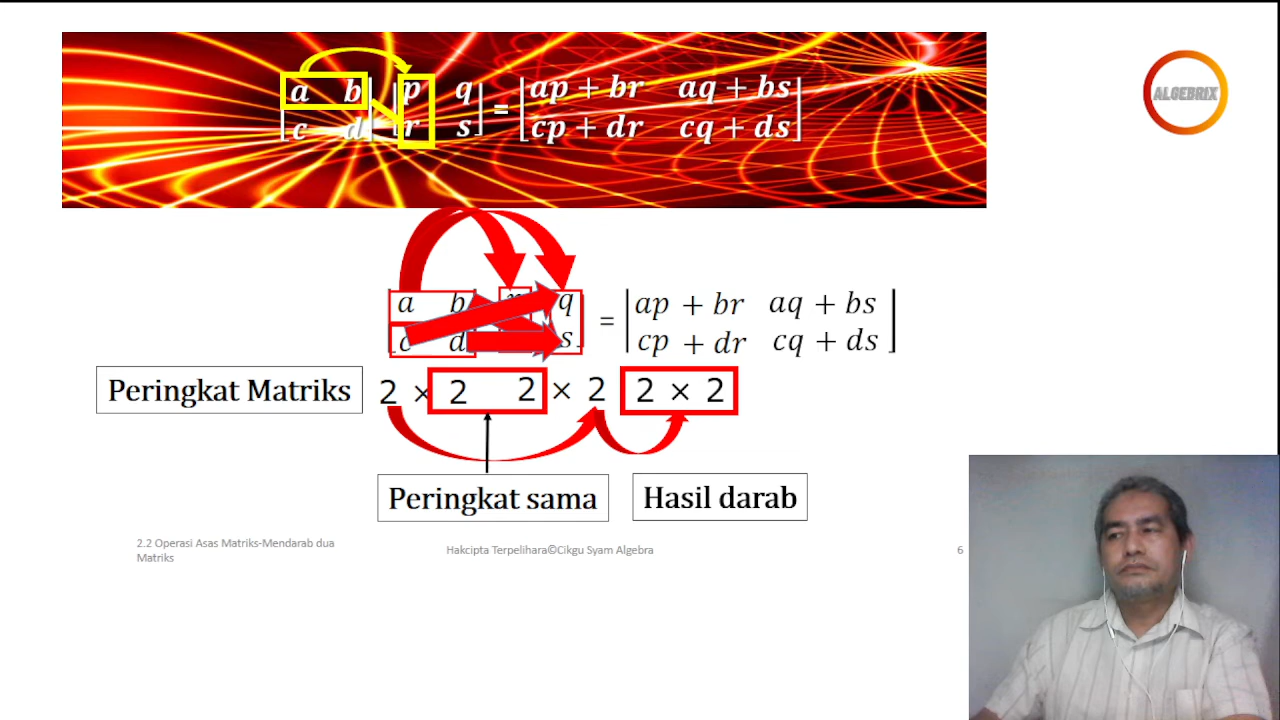 ALGEBRIX
a b p q = ap + br aq + bs
c d r s cp + dr cq + ds
a b q = ap + br aq + bs
c d s cp + dr cq + ds
Peringkat Matriks 2 × 2 2 × 2 2 × 2
Peringkat sama Hasil darab
2.2 Operasi Asas Matriks-Mendarab dua
Matriks
Hakcipta Terpelihara©Cikgu Syam Algebra
6